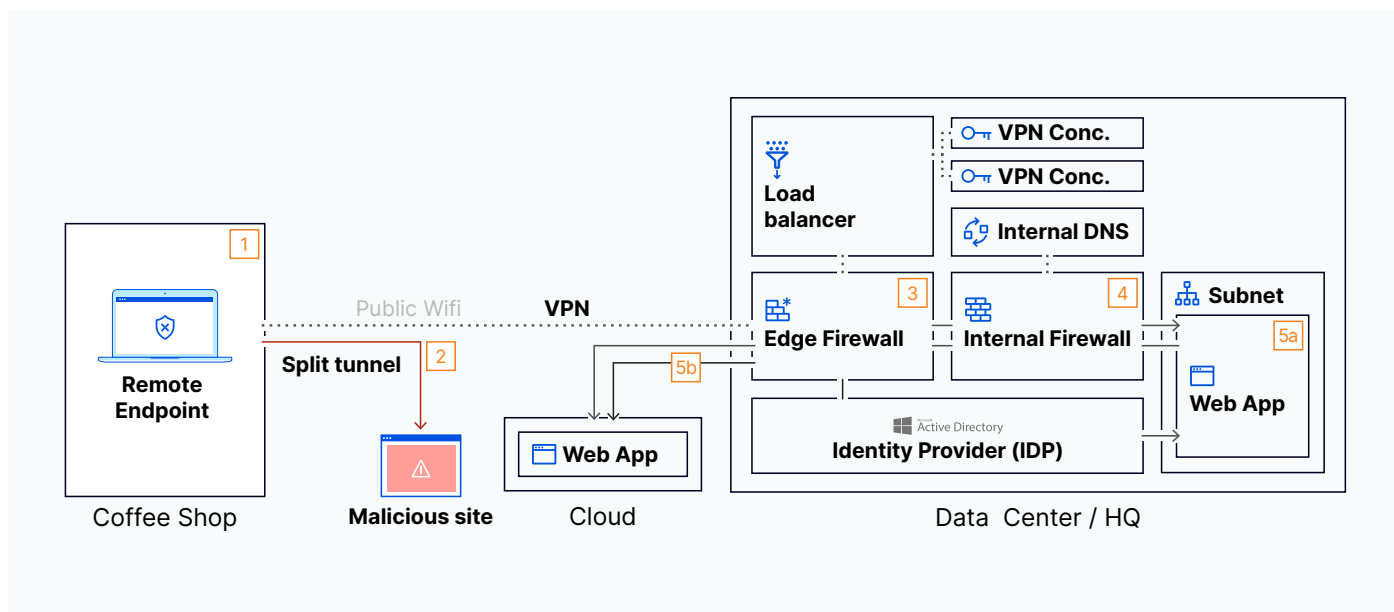 1
Remote
Endpoint
Coffee Shop
Public Wifi
VPN
Split tunnel
2
Malicious site
5b
Web App
Cloud
Load
balancer
VPN Conc.
VPN Conc.
Internal DNS
3
Edge Firewall
4
Internal Firewall
Subnet
5a
Web App
Microsoft
Active Directory
Identity Provider (IDP)
Data Center / HQ